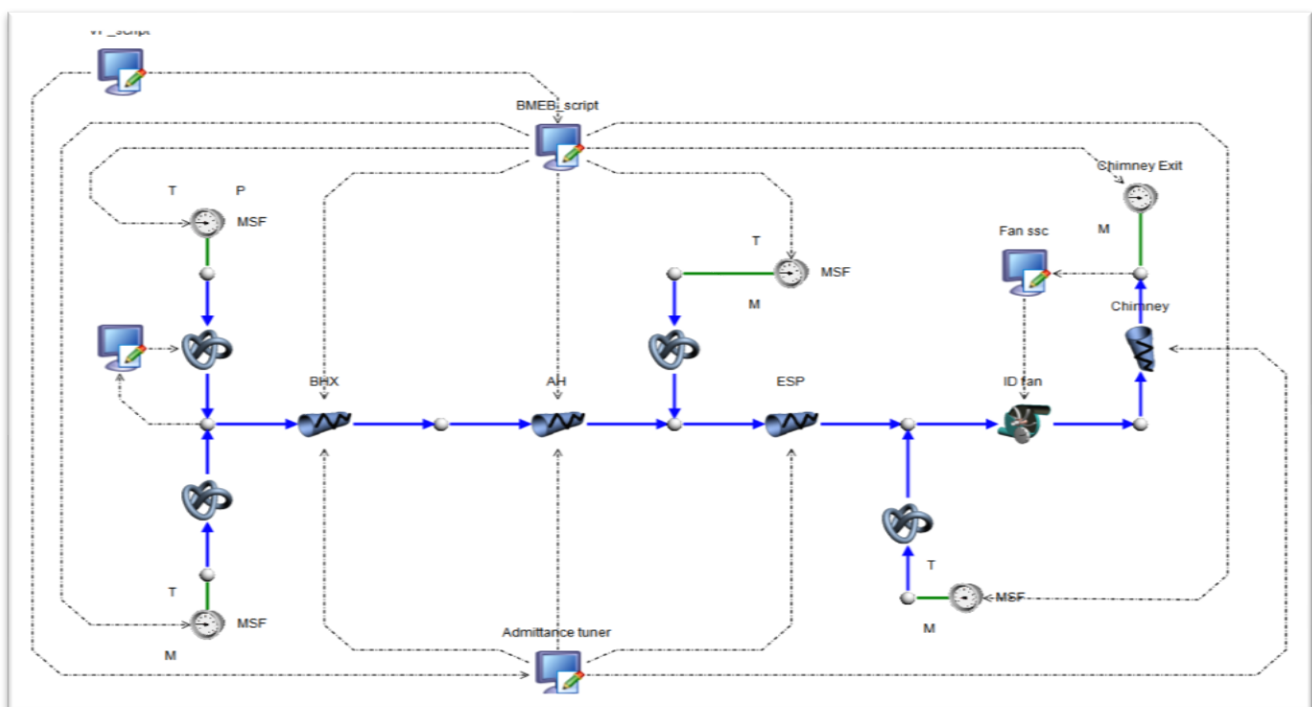 BMEB_script
Chimney Exit
T P
MSF
M
Fan ssc
T
MSF
M
Chimney
BHX
AH
ESP
ID fan
T
T
MSF
MSF
M
Admittance tuner
M